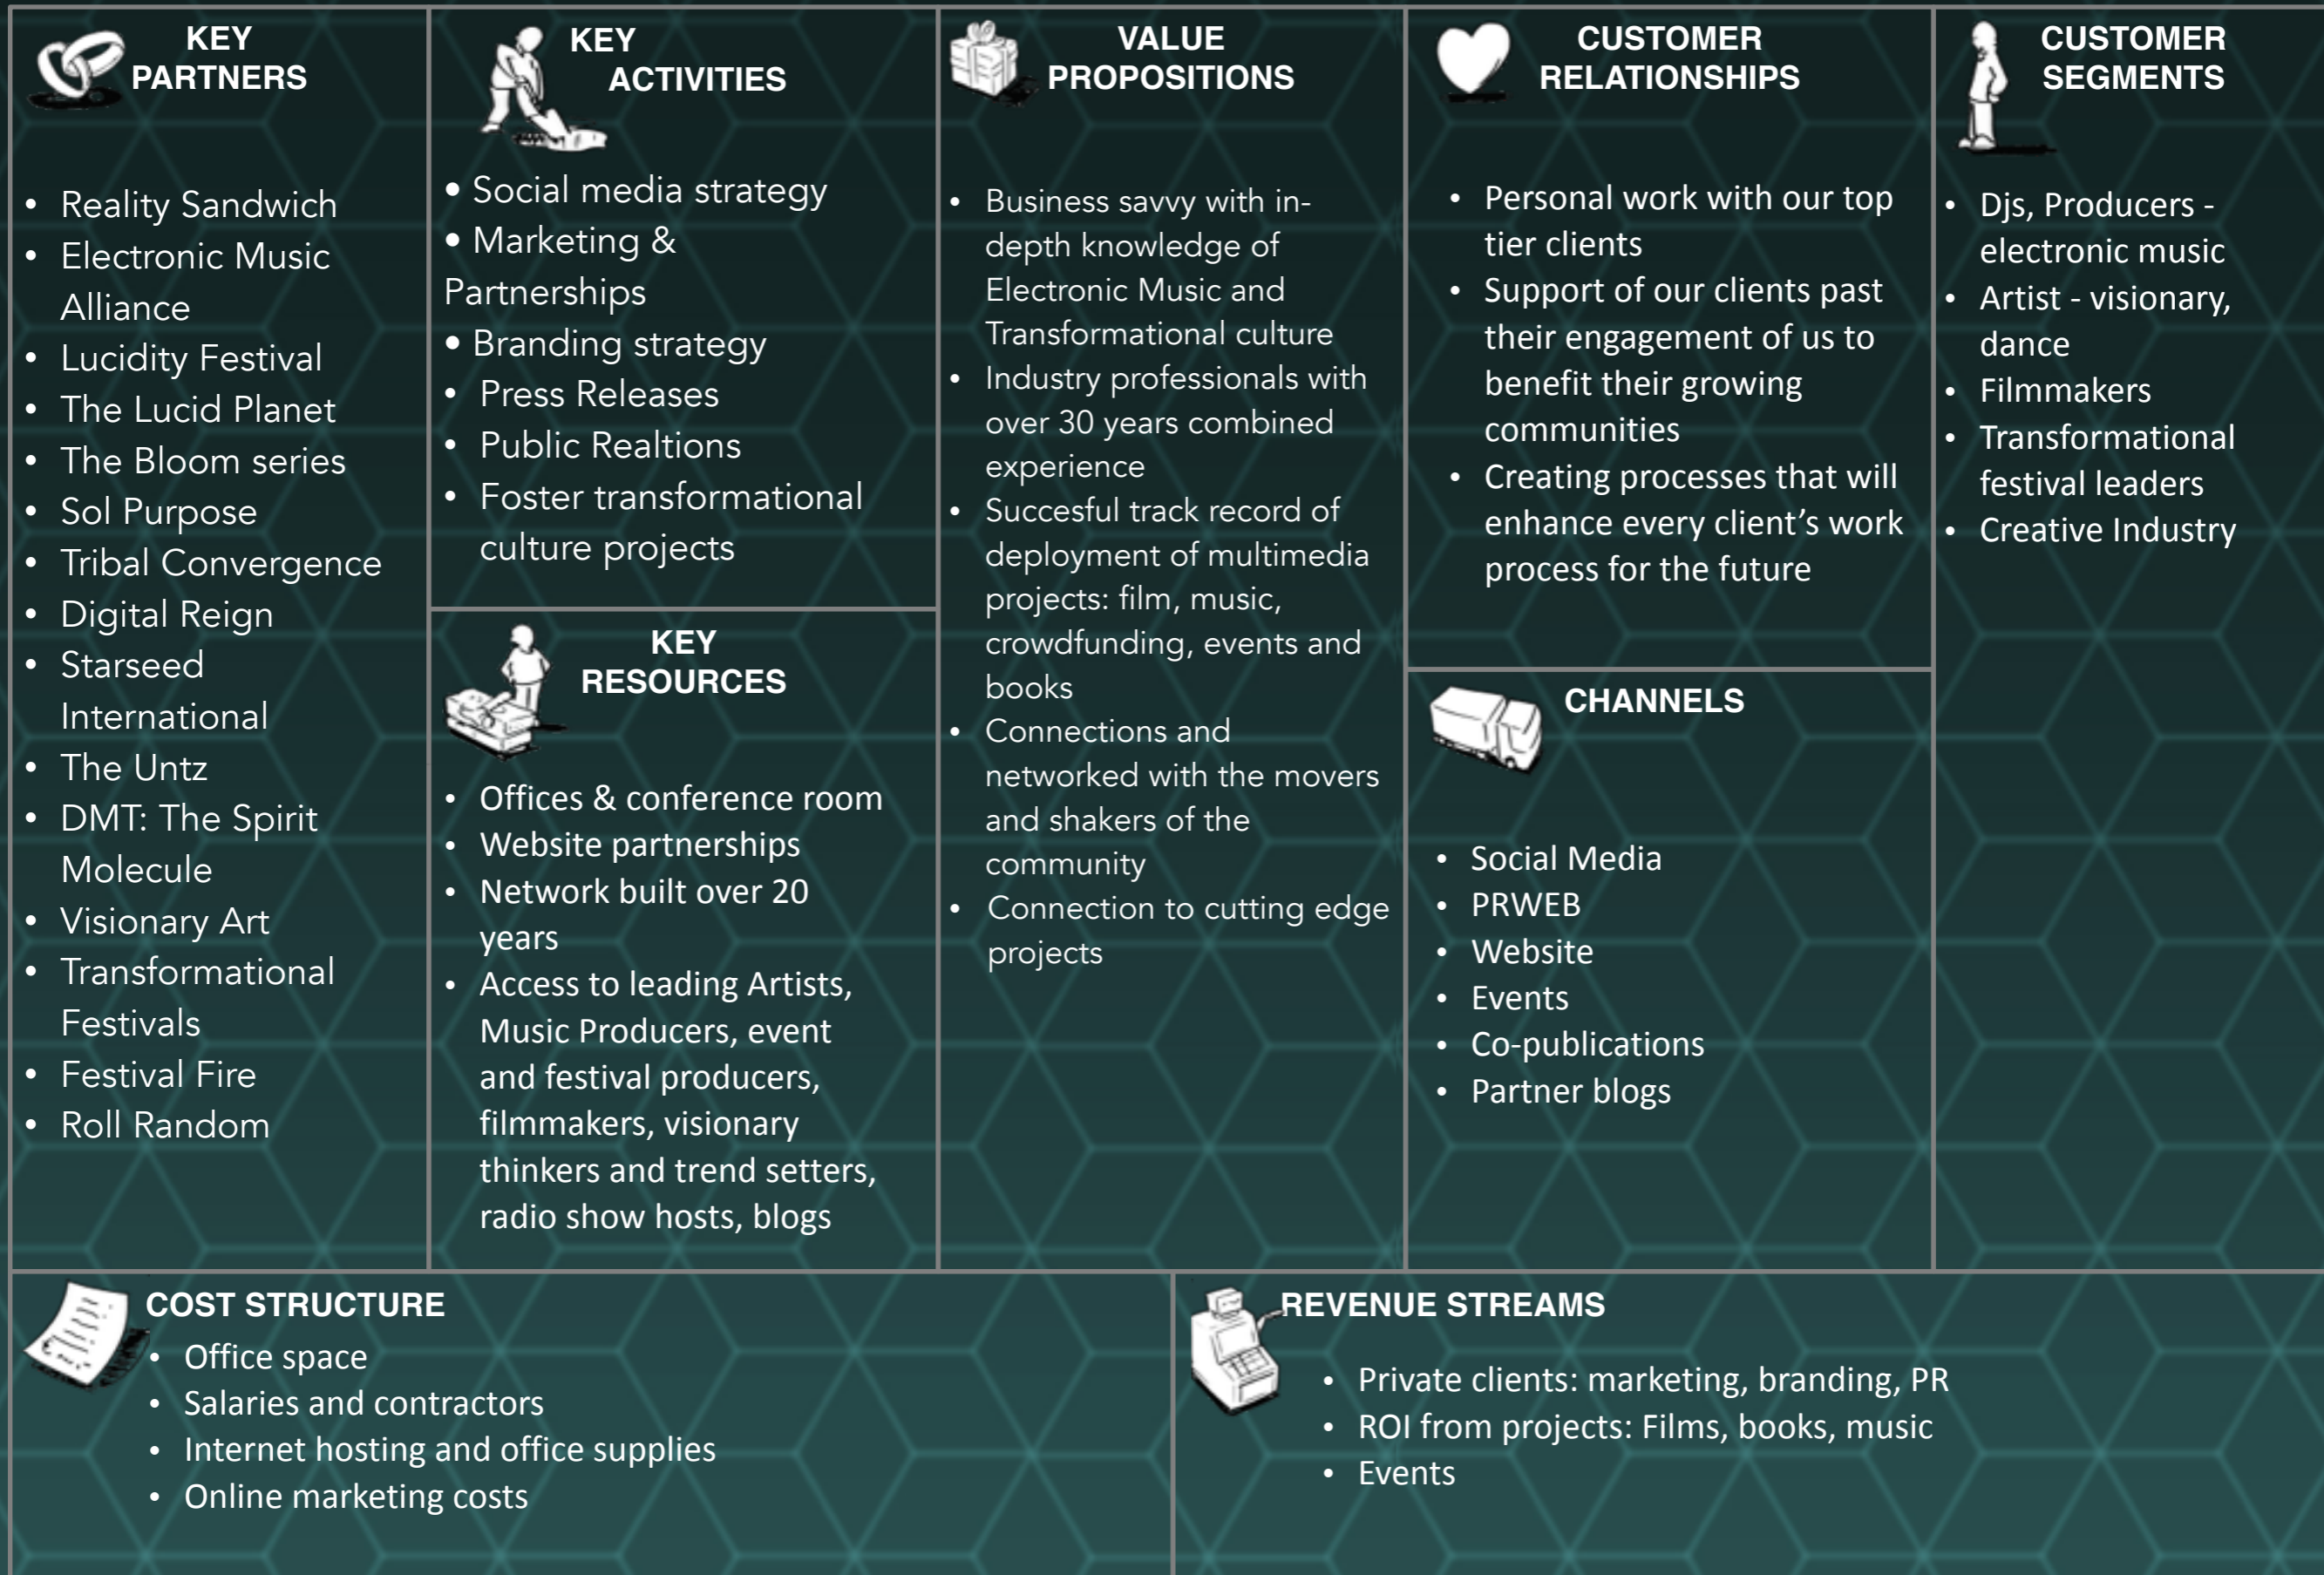 KEY
PARTNERS
• Reality Sandwich
• Electronic Music
Alliance
• Lucidity Festival
• The Lucid Planet
• The Bloom series
• Sol Purpose
• Tribal Convergence
• Digital Reign
• Starseed
International
• The Untz
• DMT: The Spirit
Molecule
• Visionary Art
• Transformational
Festivals
• Festival Fire
• Roll Random
KEY
ACTIVITIES
• Social media strategy
• Marketing &
Partnerships
• Branding strategy
• Press Releases
• Public Realtions
• Foster transformational
culture projects
KEY
RESOURCES
• Offices & conference room
• Website partnerships
• Network built over 20
years
• Access to leading Artists,
Music Producers, event
and festival producers,
filmmakers, visionary
thinkers and trend setters,
radio show hosts, blogs
VALUE
PROPOSITIONS
• Business savvy with in-
depth knowledge of
Electronic Music and
Transformational culture
• Industry professionals with
over 30 years combined
experience
• Succesful track record of
deployment of multimedia
projects: film, music,
crowdfunding, events and
books
• Connections and
networked with the movers
and shakers of the
community
• Connection to cutting edge
projects
CUSTOMER
RELATIONSHIPS
• Personal work with our top
tier clients
• Support of our clients past
their engagement of us to
benefit their growing
communities
• Creating processes that will
enhance every client’s work
process for the future
CHANNELS
• Social Media
• PRWEB
• Website
• Events
• Co-publications
• Partner blogs
CUSTOMER
SEGMENTS
• Djs, Producers -
electronic music
• Artist - visionary,
dance
• Filmmakers
• Transformational
festival leaders
• Creative Industry
COST STRUCTURE
• Office space
• Salaries and contractors
• Internet hosting and office supplies
• Online marketing costs
REVENUE STREAMS
• Private clients: marketing, branding, PR
• ROI from projects: Films, books, music
• Events